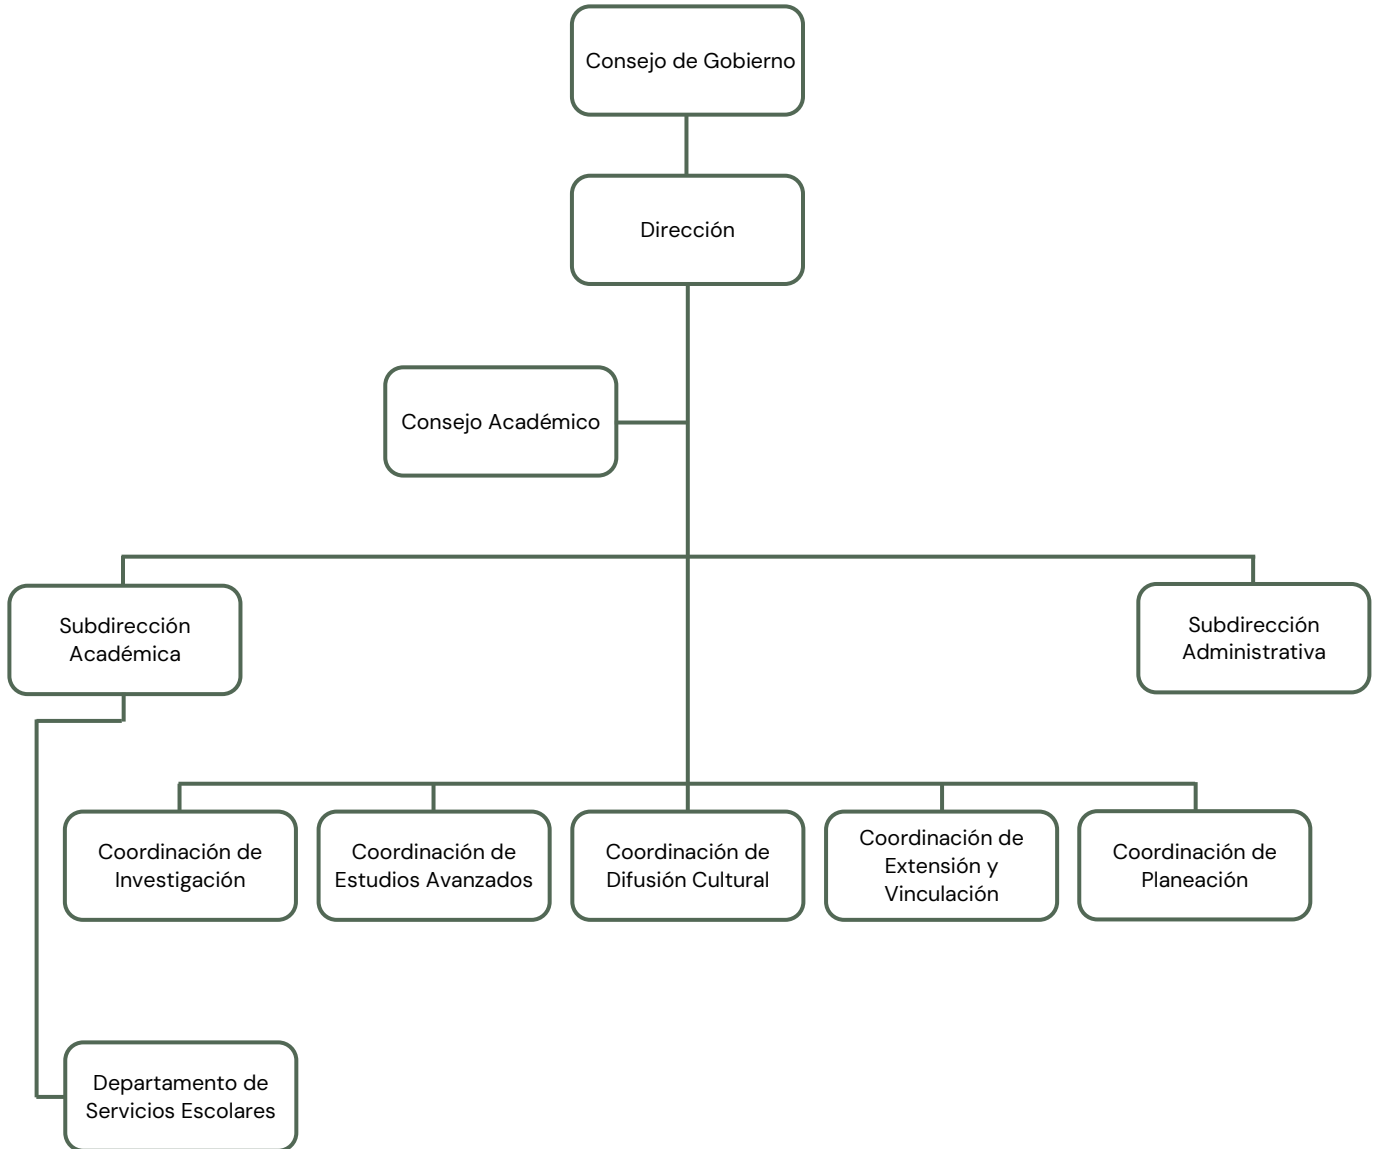 Consejo de Gobierno
Dirección
Consejo Académico
Subdirección
Académica
Subdirección
Administrativa
Coordinación de
Investigación
Coordinación de
Estudios Avanzados
Coordinación de
Difusión Cultural
Coordinación de
Extensión y
Vinculación
Coordinación de
Planeación
Departamento de
Servicios Escolares